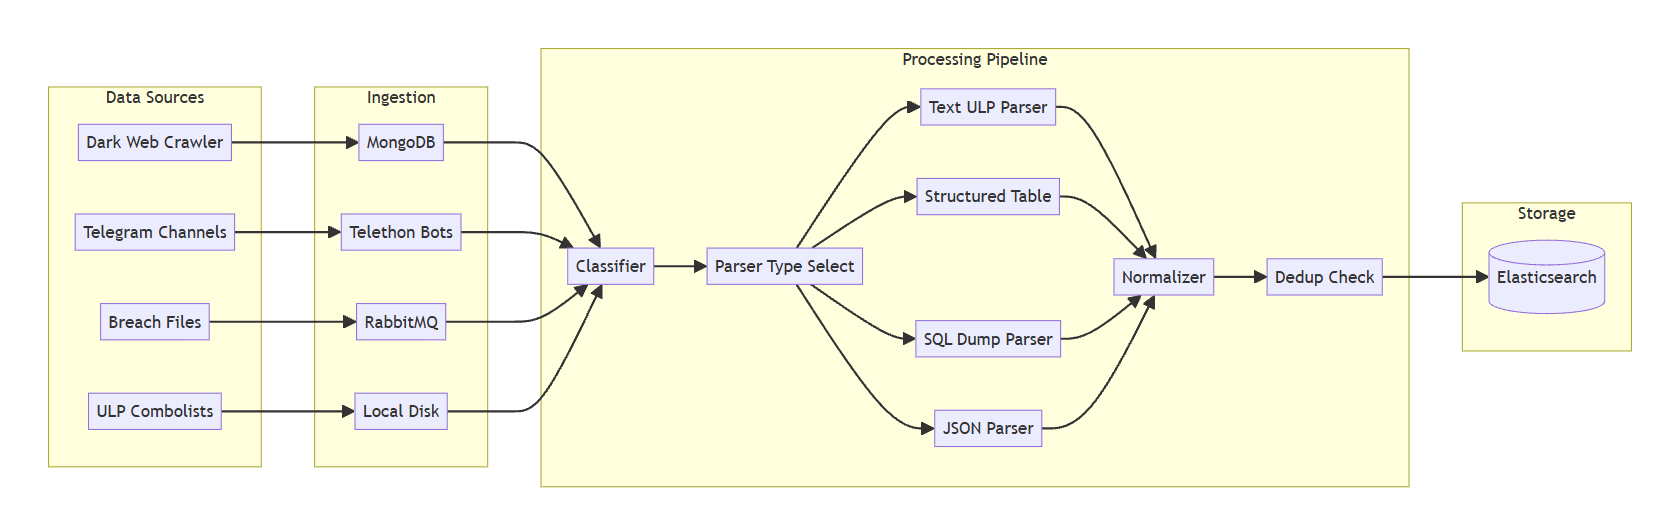 Data Sources
Dark Web Crawler
Telegram Channels
Breach Files
ULP Combolists
Ingestion
MongoDB
Telethon Bots
RabbitMQ
Local Disk
Processing Pipeline
Classifier
Parser Type Select
Text ULP Parser
Structured Table
SQL Dump Parser
JSON Parser
Normalizer
Dedup Check
Storage
Elasticsearch